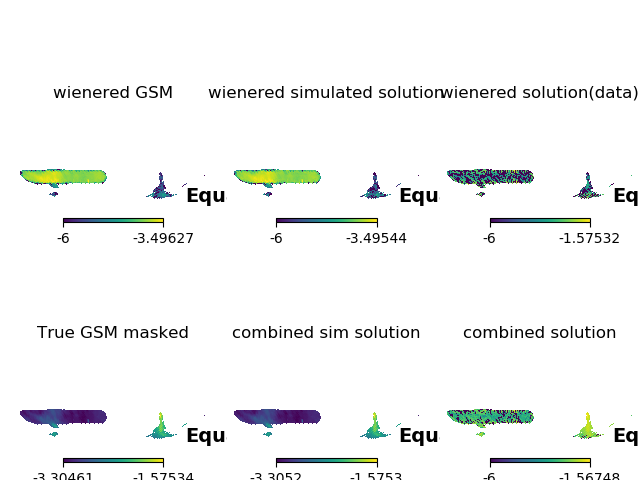 wienered GSM
wienered simulated solution
wienered solution(data)
Equ
Equ
Eq
-6 -3.49627
-6 -3.49544
-6 -1.57532
True GSM masked
combined sim solution
combined solution
Equ
Equ
Eq
-3.30461 -1.57534
-3.3052 -1.5753
-6 -1.56748